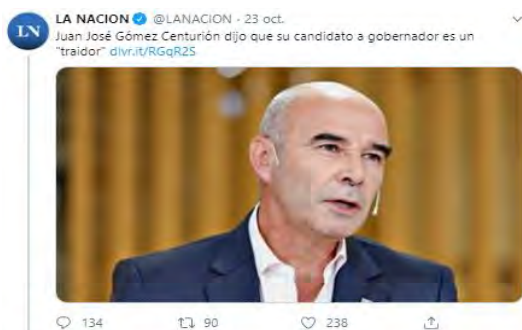 LN
LA NACION @LANACION · 23 oct.
Juan José Gómez Centurión dijo que su candidato a gobernador es un
"traidor" dlvr.it/RGqR2S
134 90 238